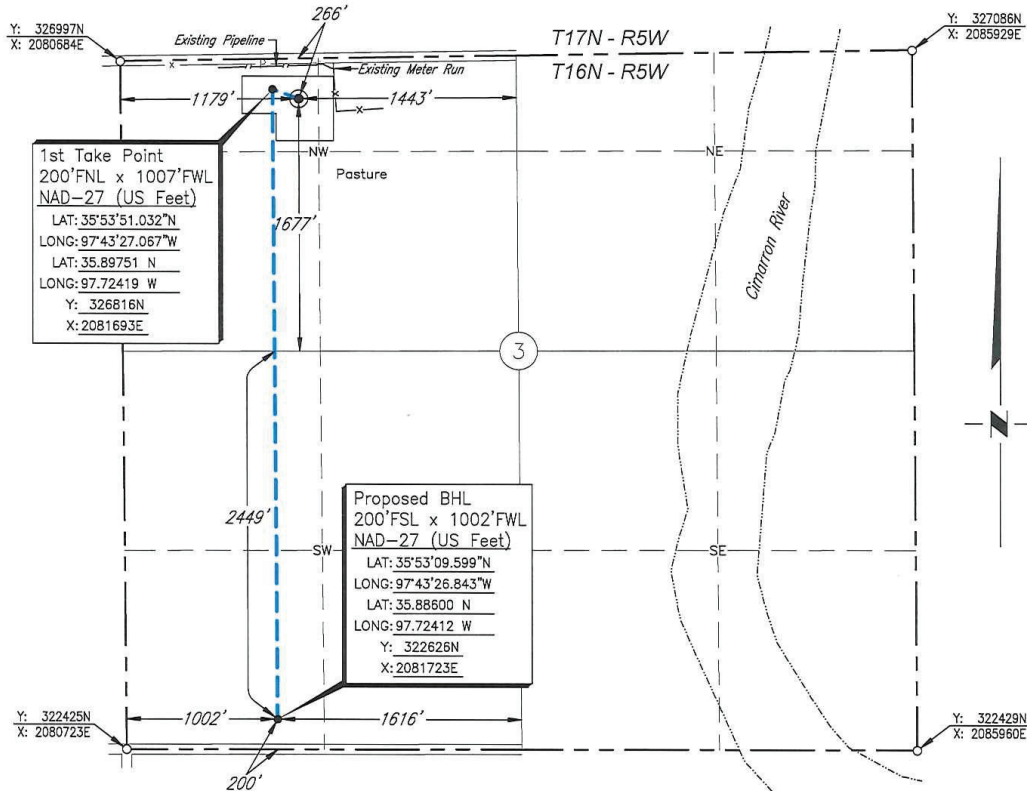 Y: 326997N
X: 2080684E
266'
Existing Pipeline
P
x
Existing Meter Run
T17N - R5W
T16N - R5W
Y: 327086N
X: 2085929E
1179'
1443'
x
x
1st Take Point
200'FNL x 1007'FWL
NAD-27 (US Feet)
LAT: 35°53'51.032"N
LONG: 97°43'27.067"W
LAT: 35.89751 N
LONG: 97.72419 W
Y: 326816N
X: 2081693E
NW
NE
Pasture
1677'
Cimarron River
3
N
2449'
Proposed BHL
200'FSL x 1002'FWL
NAD-27 (US Feet)
LAT: 35°53'09.599"N
LONG: 97°43'26.843"W
LAT: 35.88600 N
LONG: 97.72412 W
Y: 322626N
X: 2081723E
SW
SE
Y: 322425N
X: 2080723E
1002'
1616'
200'
Y: 322429N
X: 2085960E